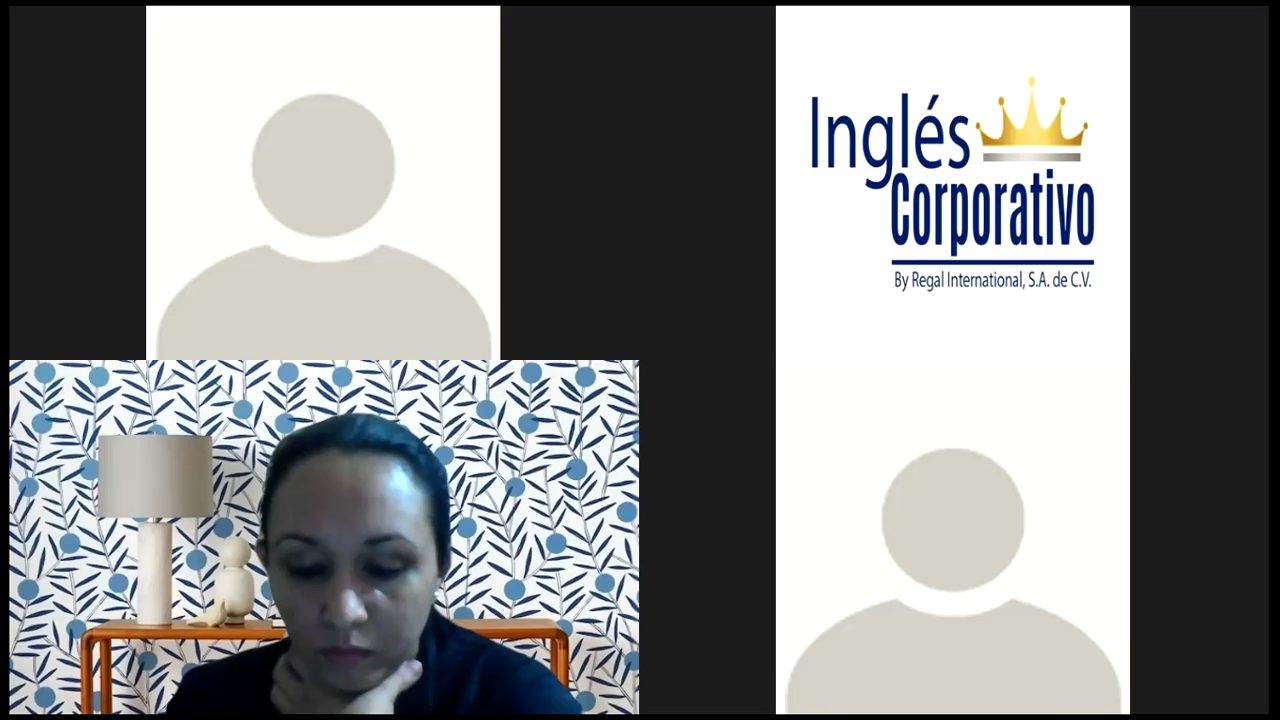 Inglés
Corporativo
By Regal International, S.A. de C.V.